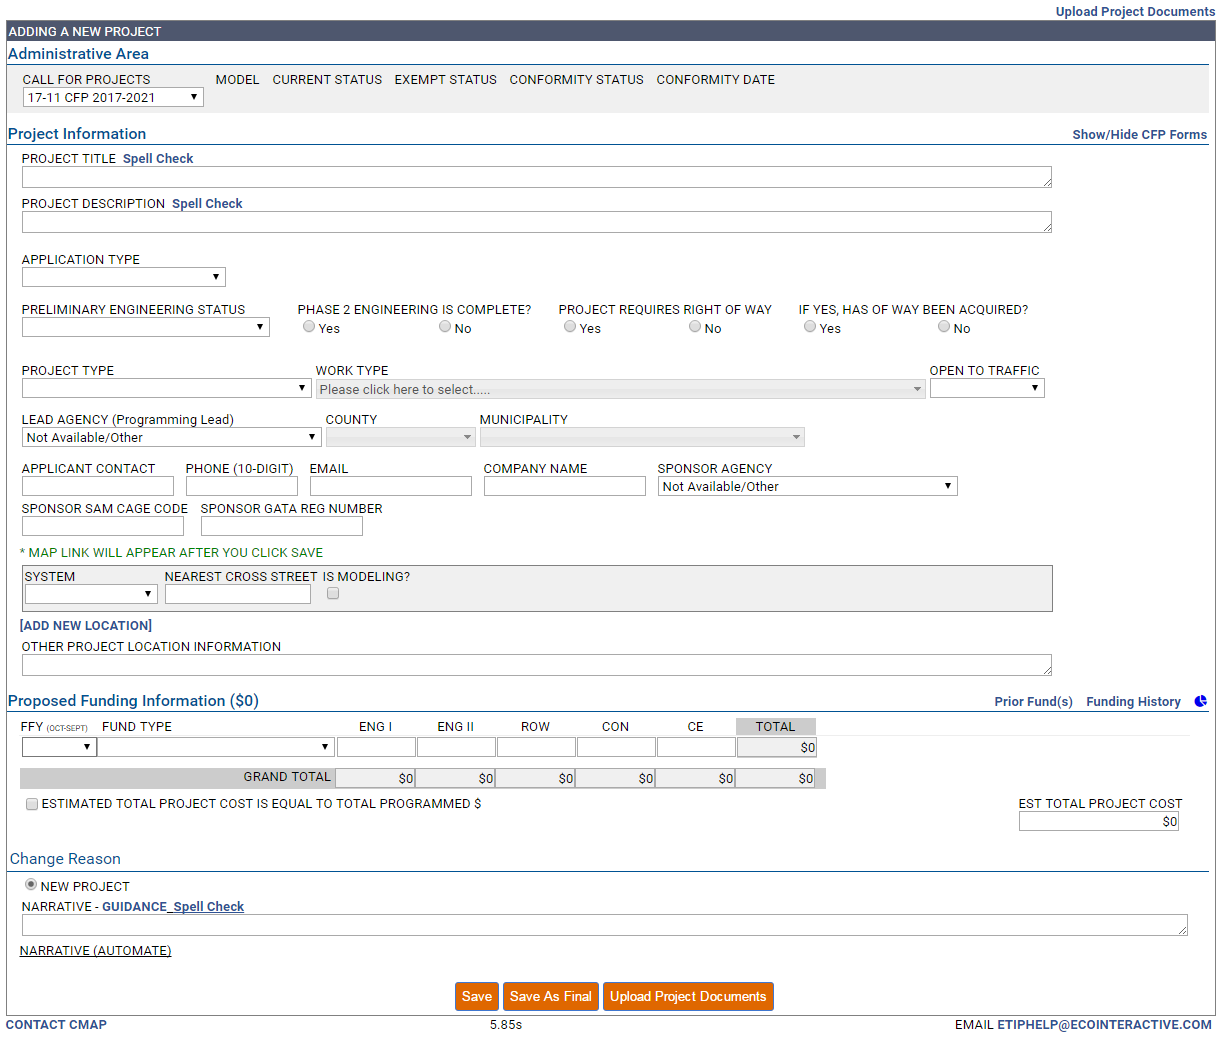 Upload Project Documents
ADDING A NEW PROJECT
Administrative Area
CALL FOR PROJECTS MODEL CURRENT STATUS EXEMPT STATUS CONFORMITY STATUS CONFORMITY DATE
17-11 CFP 2017-2021
Project Information Show/Hide CFP Forms
PROJECT TITLE Spell Check
PROJECT DESCRIPTION Spell Check
APPLICATION TYPE
PRELIMINARY ENGINEERING STATUS PHASE 2 ENGINEERING IS COMPLETE? PROJECT REQUIRES RIGHT OF WAY IF YES, HAS OF WAY BEEN ACQUIRED?
Yes No Yes No Yes No
PROJECT TYPE WORK TYPE OPEN TO TRAFFIC
Please click here to select.....
LEAD AGENCY (Programming Lead) COUNTY MUNICIPALITY
Not Available/Other
APPLICANT CONTACT PHONE (10-DIGIT) EMAIL COMPANY NAME SPONSOR AGENCY
Not Available/Other
SPONSOR SAM CAGE CODE SPONSOR GATA REG NUMBER
* MAP LINK WILL APPEAR AFTER YOU CLICK SAVE
SYSTEM NEAREST CROSS STREET IS MODELING?
[ADD NEW LOCATION]
OTHER PROJECT LOCATION INFORMATION
Proposed Funding Information ($0) Prior Fund(s) Funding History
FFY (OCT-SEPT) FUND TYPE ENG I ENG II ROW CON CE TOTAL
$0
GRAND TOTAL $0 $0 $0 $0 $0 $0
ESTIMATED TOTAL PROJECT COST IS EQUAL TO TOTAL PROGRAMMED $ EST TOTAL PROJECT COST
$0
Change Reason
NEW PROJECT
NARRATIVE - GUIDANCE Spell Check
NARRATIVE (AUTOMATE)
Save Save As Final Upload Project Documents
CONTACT CMAP 5.85s EMAIL ETIPHELP@ECOINTERACTIVE.COM